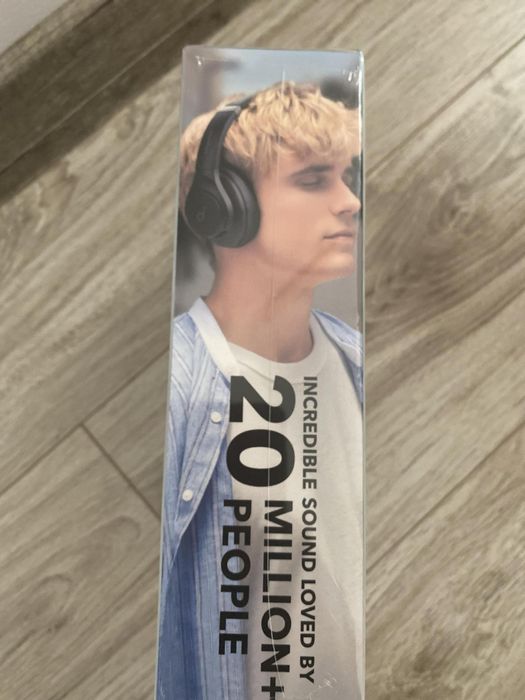 INCREDIBLE SOUND LOVED BY
20 MILLION+
PEOPLE